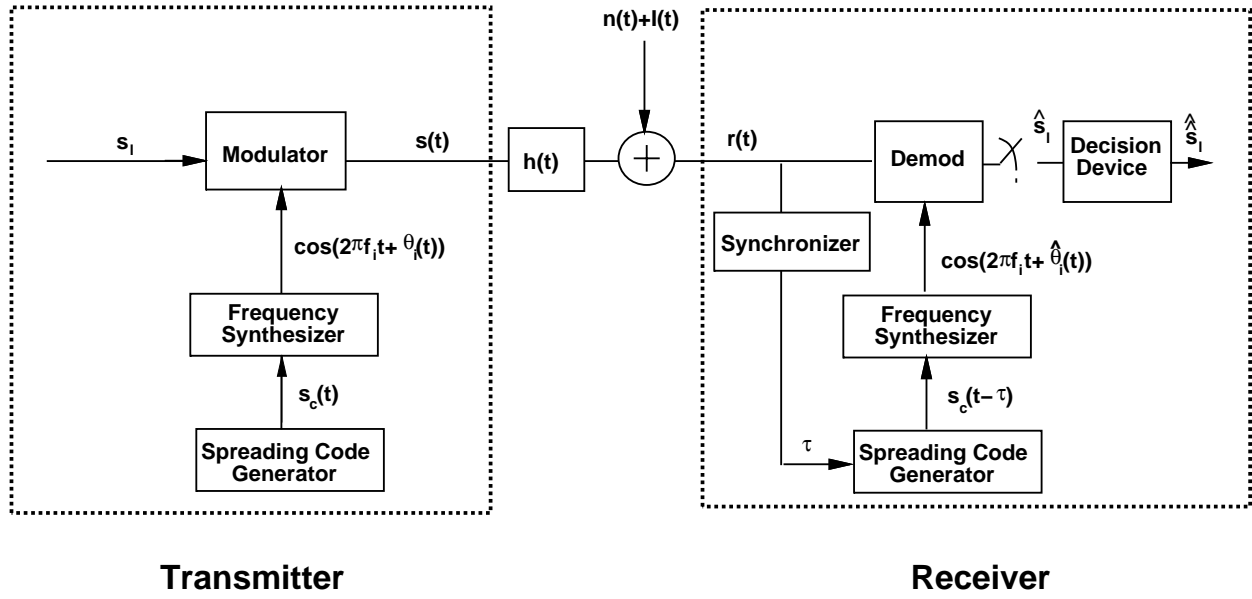 n(t)+I(t)
s_l
Modulator
s(t)
h(t)
+
r(t)
Demod
ŝ_l
Decision
Device
ŝ̂_l
cos(2πf_i t+ θ_i(t))
Synchronizer
cos(2πf_i t+ θ̂_i(t))
Frequency
Synthesizer
Frequency
Synthesizer
s_c(t)
s_c(t− τ)
Spreading Code
Generator
τ
Spreading Code
Generator
Transmitter
Receiver